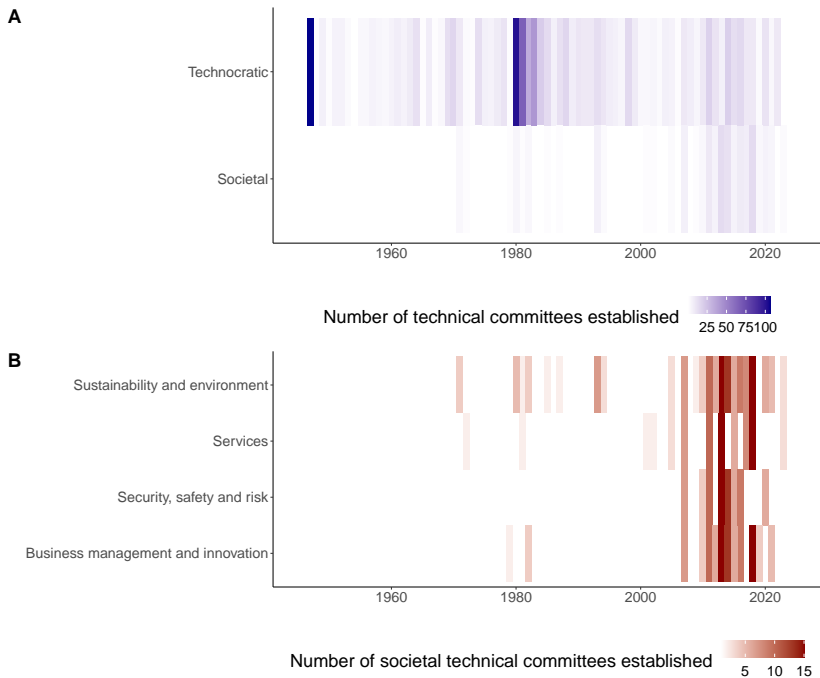 A
Technocratic
Societal
1960 1980 2000 2020
Number of technical committees established
25 50 75 100
B
Sustainability and environment
Services
Security, safety and risk
Business management and innovation
1960 1980 2000 2020
Number of societal technical committees established
5 10 15